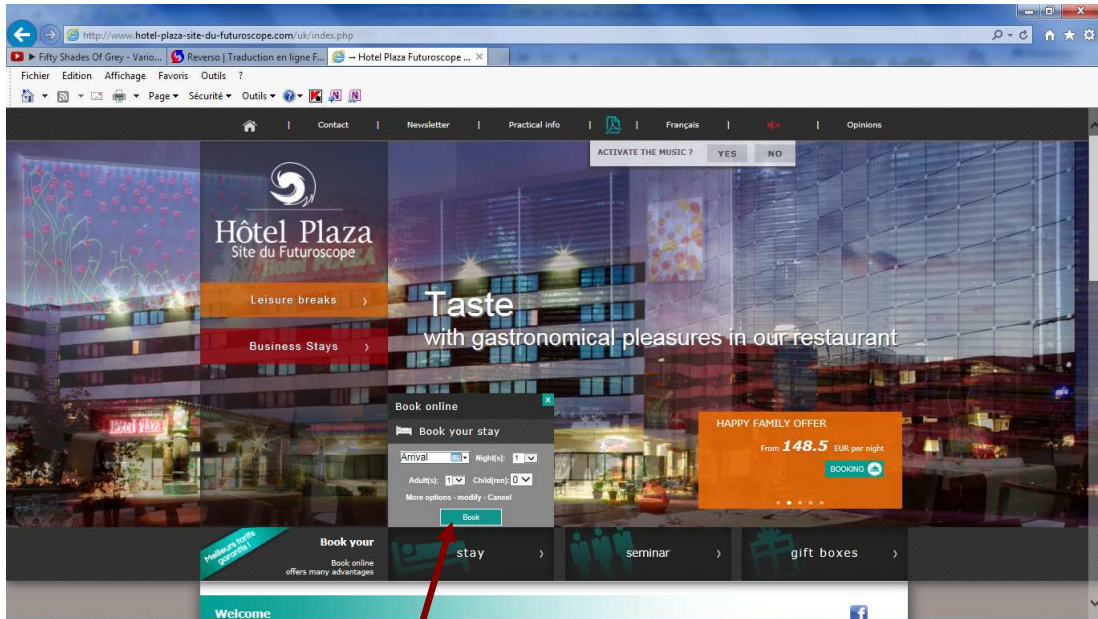 http://www.hotel-plaza-site-du-futuroscope.com/uk/index.php
► Fifty Shades Of Grey - Vario... Reverso | Traduction en ligne F... → Hotel Plaza Futuroscope ...
Fichier Edition Affichage Favoris Outils ?
Page Sécurité Outils
Contact | Newsletter | Practical info | | Français | | Opinions
ACTIVATE THE MUSIC ? YES NO
Hôtel Plaza
Site du Futuroscope
Leisure breaks ›
Business Stays ›
Taste
with gastronomical pleasures in our restaurant
Book online x
Book your stay
Arrival Night(s): 1
Adult(s): 1 Child(ren): 0
More options - modify - Cancel
Book
HAPPY FAMILY OFFER
From 148.5 EUR per night
BOOKING
Meilleurs tarifs
garantis !
Book your
Book online
offers many advantages
stay ›
seminar ›
gift boxes ›
Welcome
f